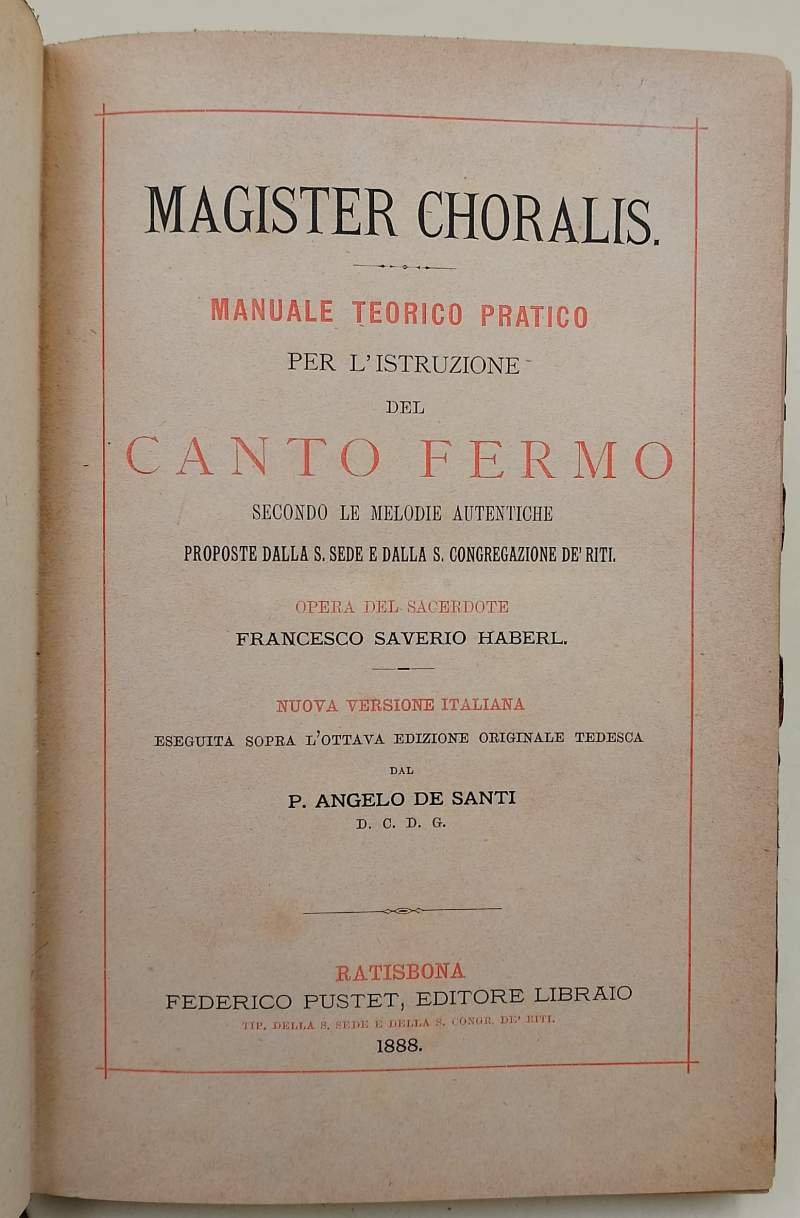 MAGISTER CHORALIS.
MANUALE TEORICO PRATICO
PER L'ISTRUZIONE
DEL
CANTO FERMO
SECONDO LE MELODIE AUTENTICHE
PROPOSTE DALLA S. SEDE E DALLA S. CONGREGAZIONE DE' RITI.
OPERA DEL SACERDOTE
FRANCESCO SAVERIO HABERL.
NUOVA VERSIONE ITALIANA
ESEGUITA SOPRA L'OTTAVA EDIZIONE ORIGINALE TEDESCA
DAL
P. ANGELO DE SANTI
D. C. D. G.
RATISBONA
FEDERICO PUSTET, EDITORE LIBRAIO
TIP. DELLA S. SEDE E DELLA S. CONGR. DE' RITI.
1888.